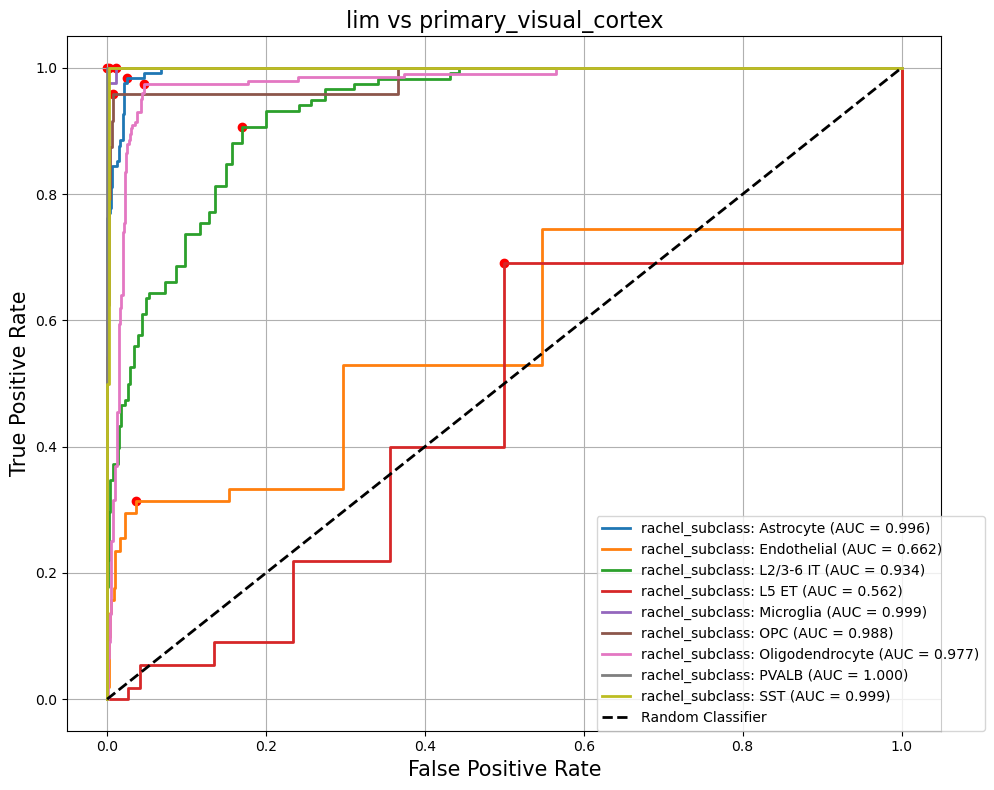 lim vs primary_visual_cortex
True Positive Rate
1.0
0.8
0.6
0.4
0.2
0.0
rachel_subclass: Astrocyte (AUC = 0.996)
rachel_subclass: Endothelial (AUC = 0.662)
rachel_subclass: L2/3-6 IT (AUC = 0.934)
rachel_subclass: L5 ET (AUC = 0.562)
rachel_subclass: Microglia (AUC = 0.999)
rachel_subclass: OPC (AUC = 0.988)
rachel_subclass: Oligodendrocyte (AUC = 0.977)
rachel_subclass: PVALB (AUC = 1.000)
rachel_subclass: SST (AUC = 0.999)
Random Classifier
0.0 0.2 0.4 0.6 0.8 1.0
False Positive Rate